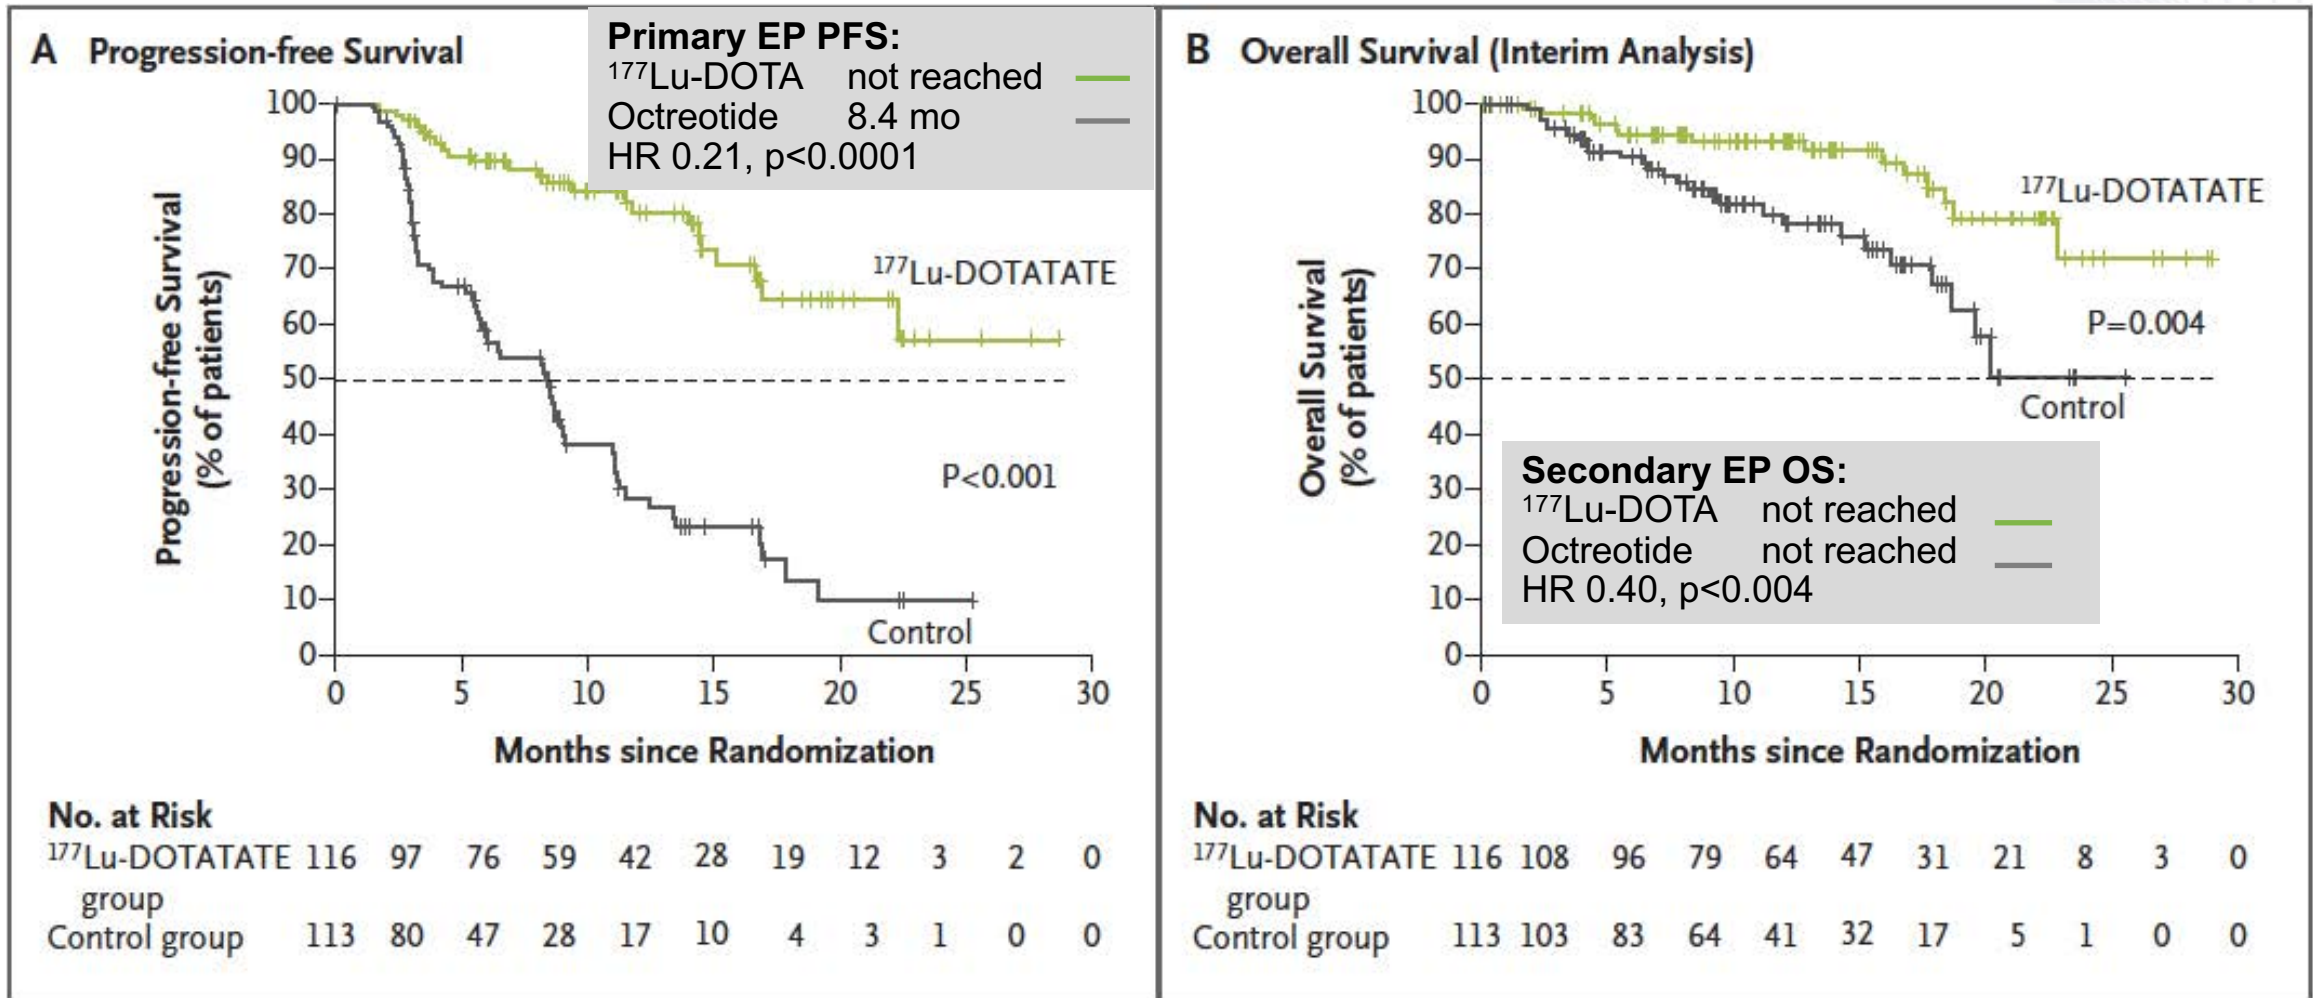 A Progression-free Survival
Primary EP PFS:
177Lu-DOTA not reached
Octreotide 8.4 mo
HR 0.21, p<0.0001
Progression-free Survival
(% of patients)
100
90
80
70
60
50
40
30
20
10
0
177Lu-DOTATATE
P<0.001
Control
0 5 10 15 20 25 30
Months since Randomization
No. at Risk
177Lu-DOTATATE 116 97 76 59 42 28 19 12 3 2 0
group
Control group 113 80 47 28 17 10 4 3 1 0 0
B Overall Survival (Interim Analysis)
Overall Survival
(% of patients)
100
90
80
70
60
50
40
30
20
10
0
177Lu-DOTATATE
P=0.004
Control
Secondary EP OS:
177Lu-DOTA not reached
Octreotide not reached
HR 0.40, p<0.004
0 5 10 15 20 25 30
Months since Randomization
No. at Risk
177Lu-DOTATATE 116 108 96 79 64 47 31 21 8 3 0
group
Control group 113 103 83 64 41 32 17 5 1 0 0